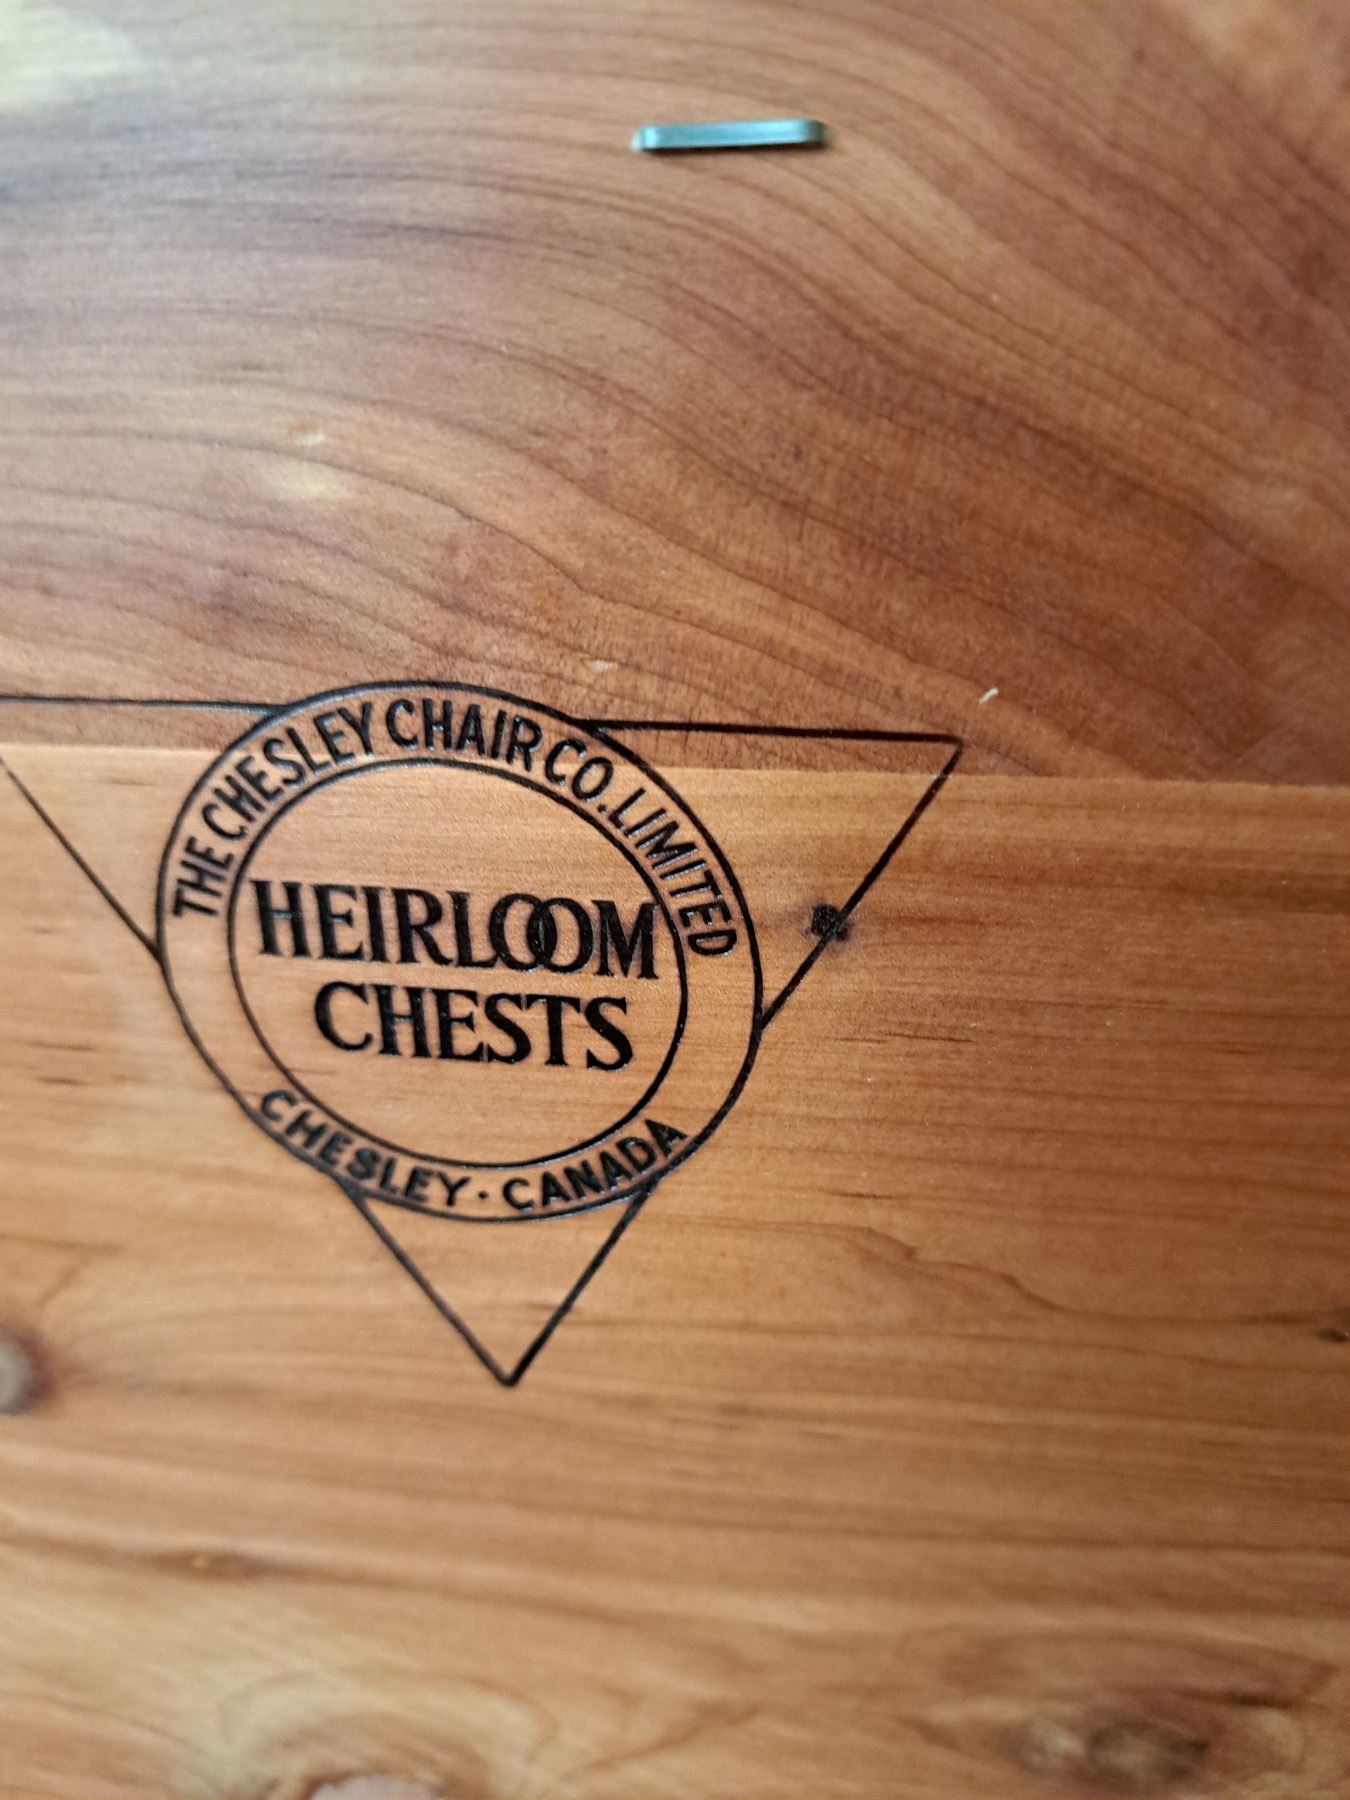 THE CHESLEY CHAIR CO. LIMITED
HEIRLOOM
CHESTS
CHESLEY · CANADA